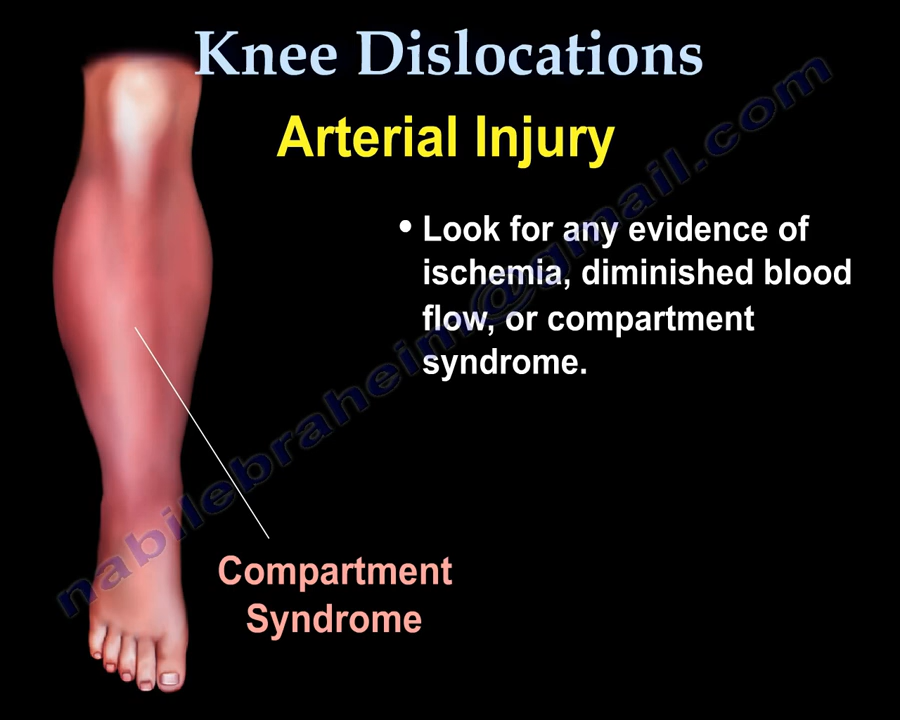 Knee Dislocations
Arterial Injury
• Look for any evidence of
ischemia, diminished blood
flow, or compartment
syndrome.
Compartment
Syndrome
nabilebraheim@gmail.com